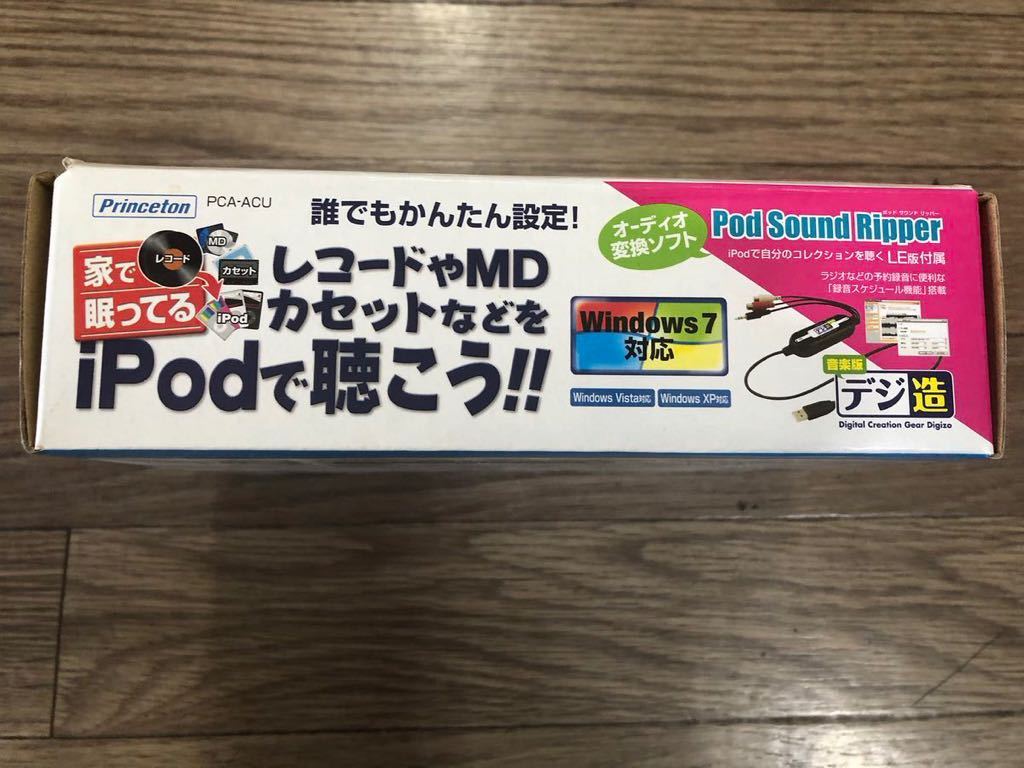 Princeton PCA-ACU
誰でもかんたん設定!
家で
眠ってる
レコード
MD
カセット
iPod
レコードやMD
カセットなどを
iPodで聴こう!!
オーディオ
変換ソフト
ポッド サウンド リッパー
Pod Sound Ripper
iPodで自分のコレクションを聴く LE版付属
ラジオなどの予約録音に便利な
「録音スケジュール機能」搭載
Windows 7
対応
Windows Vista対応
Windows XP対応
デジ造
音楽版
デジ造
Digital Creation Gear Digizo